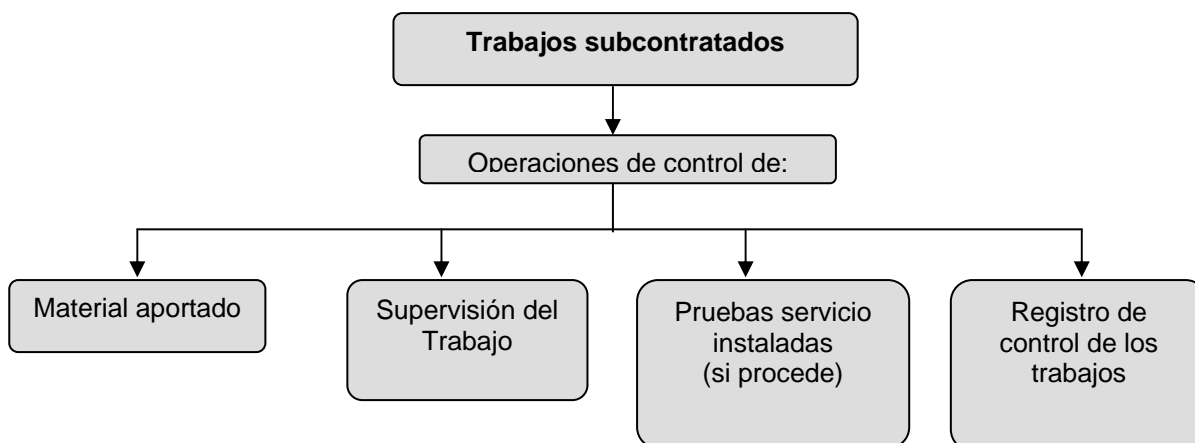 Trabajos subcontratados
Operaciones de control de:
Material aportado
Supervisión del
Trabajo
Pruebas servicio
instaladas
(si procede)
Registro de
control de los
trabajos